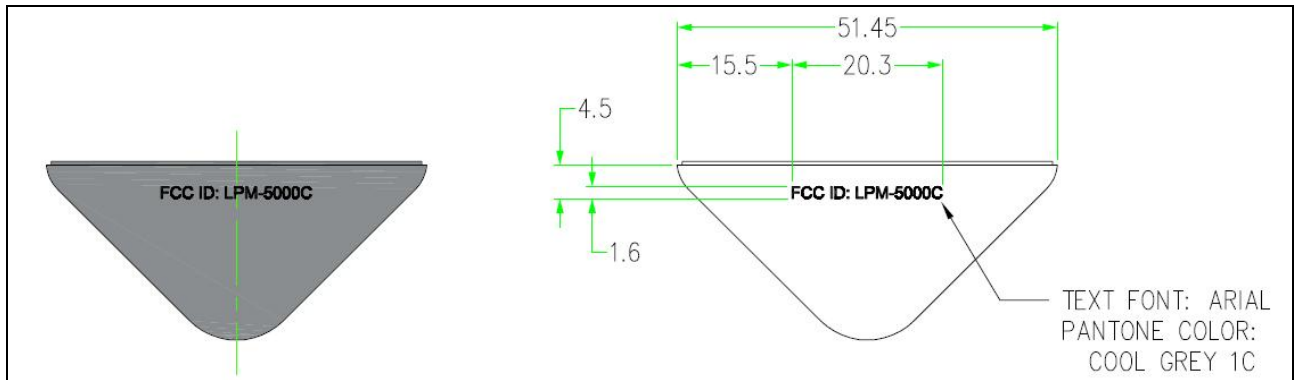 51.45
15.5 20.3
4.5
FCC ID: LPM-5000C
FCC ID: LPM-5000C
1.6
TEXT FONT: ARIAL
PANTONE COLOR:
COOL GREY 1C